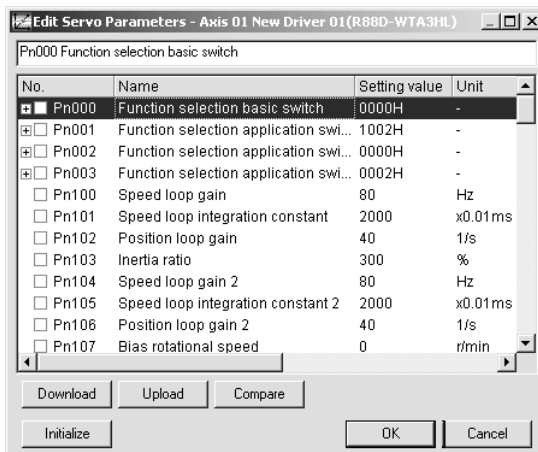 Edit Servo Parameters - Axis 01 New Driver 01(R88D-WTA3HL)
Pn000 Function selection basic switch
No. Name Setting value Unit
Pn000 Function selection basic switch 0000H -
Pn001 Function selection application swi... 1002H -
Pn002 Function selection application swi... 0000H -
Pn003 Function selection application swi... 0002H -
Pn100 Speed loop gain 80 Hz
Pn101 Speed loop integration constant 2000 x0.01ms
Pn102 Position loop gain 40 1/s
Pn103 Inertia ratio 300 %
Pn104 Speed loop gain 2 80 Hz
Pn105 Speed loop integration constant 2 2000 x0.01ms
Pn106 Position loop gain 2 40 1/s
Pn107 Bias rotational speed 0 r/min
Download Upload Compare
Initialize OK Cancel